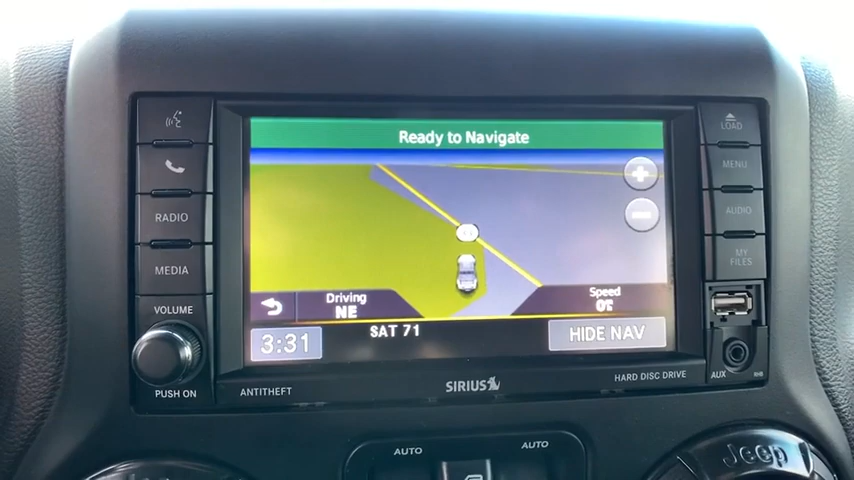 Ready to Navigate
LOAD
MENU
RADIO
AUDIO
MEDIA
MY
FILES
Driving
NE
Speed
VOLUME
3:31
SAT 71
HIDE NAV
PUSH ON
ANTITHEFT
SIRIUS
HARD DISC DRIVE
AUX
AUTO
AUTO
Jeep